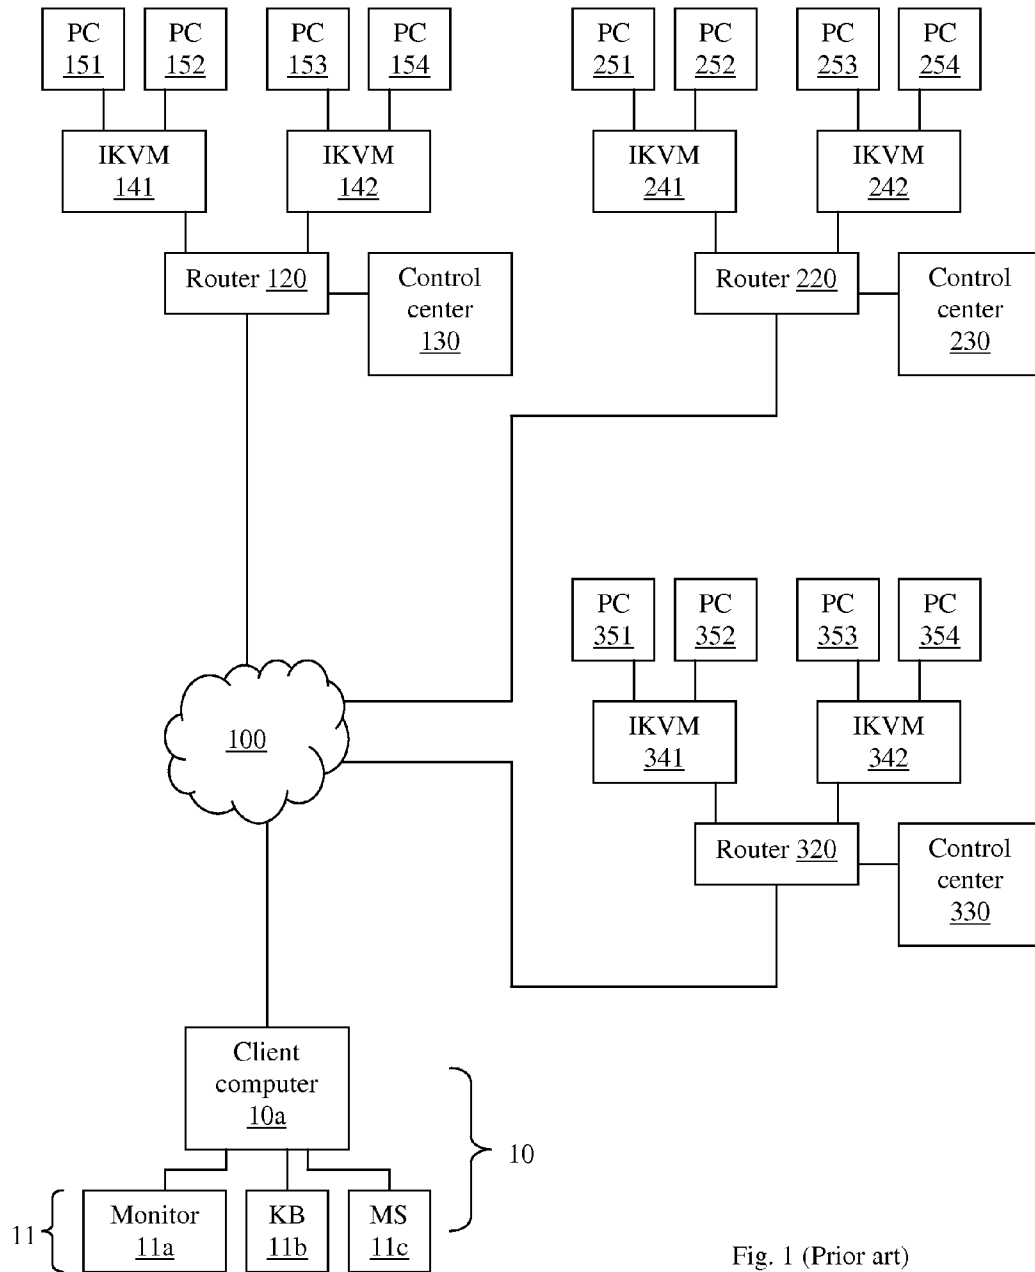 PC PC PC PC PC PC PC PC
151 152 153 154 251 252 253 254
IKVM IKVM IKVM IKVM
141 142 241 242
Router 120 Control Router 220 Control
center center
130 230
PC PC PC PC
351 352 353 354
IKVM IKVM
341 342
100
Router 320 Control
center
330
Client
computer
10a
10
Monitor KB MS
11 11a 11b 11c
Fig. 1 (Prior art)